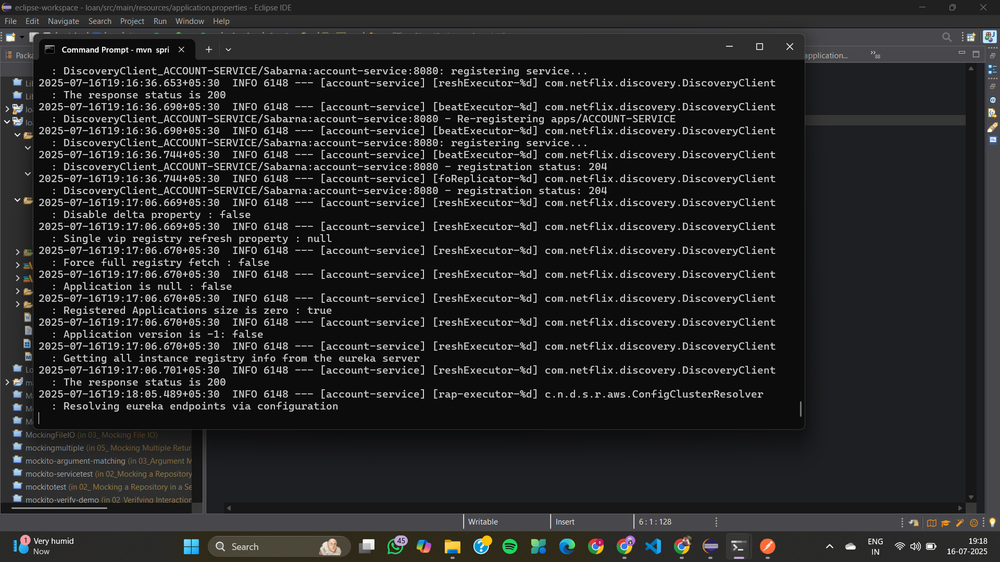 eclipse-workspace - loan/src/main/resources/application.properties - Eclipse IDE
File Edit Navigate Search Project Run Window Help
Command Prompt - mvn spri
application...
»88
: DiscoveryClient_ACCOUNT-SERVICE/Sabarna:account-service:8080: registering service...
2025-07-16T19:16:36.653+05:30  INFO 6148 --- [account-service] [reshExecutor-%d] com.netflix.discovery.DiscoveryClient
: The response status is 200
2025-07-16T19:16:36.690+05:30  INFO 6148 --- [account-service] [beatExecutor-%d] com.netflix.discovery.DiscoveryClient
: DiscoveryClient_ACCOUNT-SERVICE/Sabarna:account-service:8080 - Re-registering apps/ACCOUNT-SERVICE
2025-07-16T19:16:36.690+05:30  INFO 6148 --- [account-service] [beatExecutor-%d] com.netflix.discovery.DiscoveryClient
: DiscoveryClient_ACCOUNT-SERVICE/Sabarna:account-service:8080: registering service...
2025-07-16T19:16:36.744+05:30  INFO 6148 --- [account-service] [beatExecutor-%d] com.netflix.discovery.DiscoveryClient
: DiscoveryClient_ACCOUNT-SERVICE/Sabarna:account-service:8080 - registration status: 204
2025-07-16T19:16:36.744+05:30  INFO 6148 --- [account-service] [foReplicator-%d] com.netflix.discovery.DiscoveryClient
: DiscoveryClient_ACCOUNT-SERVICE/Sabarna:account-service:8080 - registration status: 204
2025-07-16T19:17:06.669+05:30  INFO 6148 --- [account-service] [reshExecutor-%d] com.netflix.discovery.DiscoveryClient
: Disable delta property : false
2025-07-16T19:17:06.669+05:30  INFO 6148 --- [account-service] [reshExecutor-%d] com.netflix.discovery.DiscoveryClient
: Single vip registry refresh property : null
2025-07-16T19:17:06.670+05:30  INFO 6148 --- [account-service] [reshExecutor-%d] com.netflix.discovery.DiscoveryClient
: Force full registry fetch : false
2025-07-16T19:17:06.670+05:30  INFO 6148 --- [account-service] [reshExecutor-%d] com.netflix.discovery.DiscoveryClient
: Application is null : false
2025-07-16T19:17:06.670+05:30  INFO 6148 --- [account-service] [reshExecutor-%d] com.netflix.discovery.DiscoveryClient
: Registered Applications size is zero : true
2025-07-16T19:17:06.670+05:30  INFO 6148 --- [account-service] [reshExecutor-%d] com.netflix.discovery.DiscoveryClient
: Application version is -1: false
2025-07-16T19:17:06.670+05:30  INFO 6148 --- [account-service] [reshExecutor-%d] com.netflix.discovery.DiscoveryClient
: Getting all instance registry info from the eureka server
2025-07-16T19:17:06.701+05:30  INFO 6148 --- [account-service] [reshExecutor-%d] com.netflix.discovery.DiscoveryClient
: The response status is 200
2025-07-16T19:18:05.489+05:30  INFO 6148 --- [account-service] [rap-executor-%d] c.n.d.s.r.aws.ConfigClusterResolver
: Resolving eureka endpoints via configuration
MockingFileIO (in 03_ Mocking File IO)
mockingmultiple (in 05_ Mocking Multiple Retur
mockito-argument-matching (in 03_Argument M
mockito-servicetest (in 02_Mocking a Repository
mockitotest (in 02_ Mocking a Repository in a Se
mockito-verify-demo (in 02 Verifying Interaction
Writable
Insert
6 : 1 : 128
1
Very humid
Now
Search
45
ENG
IN
19:18
16-07-2025